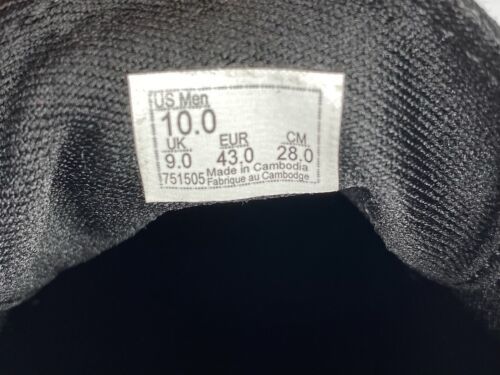 US Men
10.0
UK EUR CM
9.0 43.0 28.0
751505 Made in Cambodia
Fabrique au Cambodge